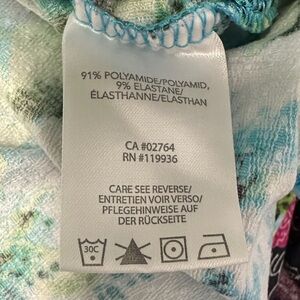 91% POLYAMIDE/POLYAMID,
9% ELASTANE/
ÉLASTHANNE/ELASTHAN
CA #02764
RN #119936
CARE SEE REVERSE/
ENTRETIEN VOIR VERSO/
PFLEGEHINWEISE AUF
DER RÜCKSEITE
30C